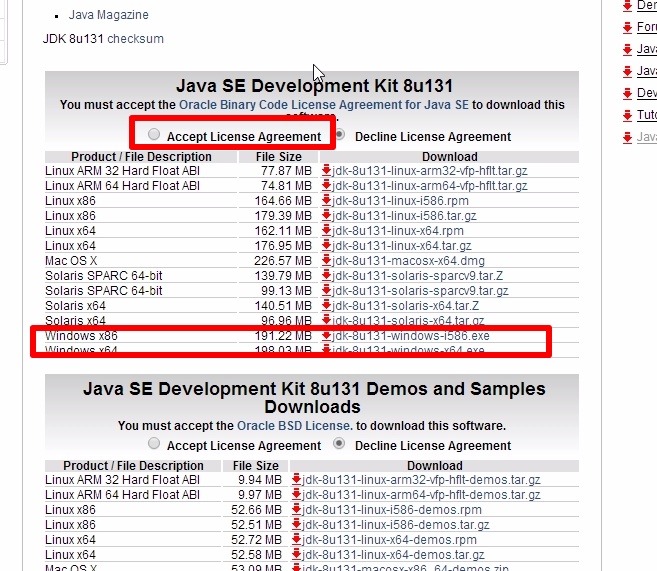 Java Magazine
JDK 8u131 checksum
Java SE Development Kit 8u131
You must accept the Oracle Binary Code License Agreement for Java SE to download this
software.
Accept License Agreement Decline License Agreement
Product / File Description File Size Download
Linux ARM 32 Hard Float ABI 77.87 MB jdk-8u131-linux-arm32-vfp-hflt.tar.gz
Linux ARM 64 Hard Float ABI 74.81 MB jdk-8u131-linux-arm64-vfp-hflt.tar.gz
Linux x86 164.66 MB jdk-8u131-linux-i586.rpm
Linux x86 179.39 MB jdk-8u131-linux-i586.tar.gz
Linux x64 162.11 MB jdk-8u131-linux-x64.rpm
Linux x64 176.95 MB jdk-8u131-linux-x64.tar.gz
Mac OS X 226.57 MB jdk-8u131-macosx-x64.dmg
Solaris SPARC 64-bit 139.79 MB jdk-8u131-solaris-sparcv9.tar.Z
Solaris SPARC 64-bit 99.13 MB jdk-8u131-solaris-sparcv9.tar.gz
Solaris x64 140.51 MB jdk-8u131-solaris-x64.tar.Z
Solaris x64 96.96 MB jdk-8u131-solaris-x64.tar.gz
Windows x86 191.22 MB jdk-8u131-windows-i586.exe
Windows x64 198.03 MB jdk-8u131-windows-x64.exe
Java SE Development Kit 8u131 Demos and Samples
Downloads
You must accept the Oracle BSD License. to download this software.
Accept License Agreement Decline License Agreement
Product / File Description File Size Download
Linux ARM 32 Hard Float ABI 9.94 MB jdk-8u131-linux-arm32-vfp-hflt-demos.tar.gz
Linux ARM 64 Hard Float ABI 9.97 MB jdk-8u131-linux-arm64-vfp-hflt-demos.tar.gz
Linux x86 52.66 MB jdk-8u131-linux-i586-demos.rpm
Linux x86 52.51 MB jdk-8u131-linux-i586-demos.tar.gz
Linux x64 52.72 MB jdk-8u131-linux-x64-demos.rpm
Linux x64 52.58 MB jdk-8u131-linux-x64-demos.tar.gz
Mac OS X 53.09 MB jdk-8u131-macosx-x86_64-demos.zip
Der
Foru
Java
Java
Dev
Tuto
Java